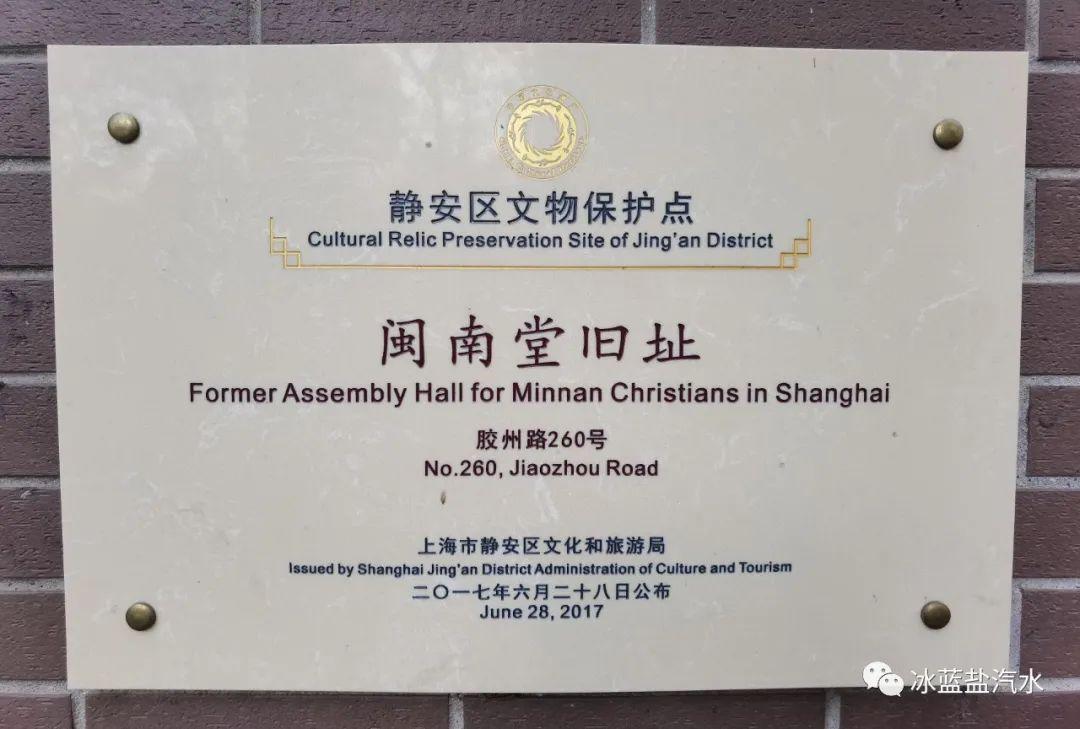 静安区文物保护点
Cultural Relic Preservation Site of Jing'an District
闽南堂旧址
Former Assembly Hall for Minnan Christians in Shanghai
胶州路260号
No.260, Jiaozhou Road
上海市静安区文化和旅游局
Issued by Shanghai Jing'an District Administration of Culture and Tourism
二〇一七年六月二十八日公布
June 28, 2017
冰蓝盐汽水